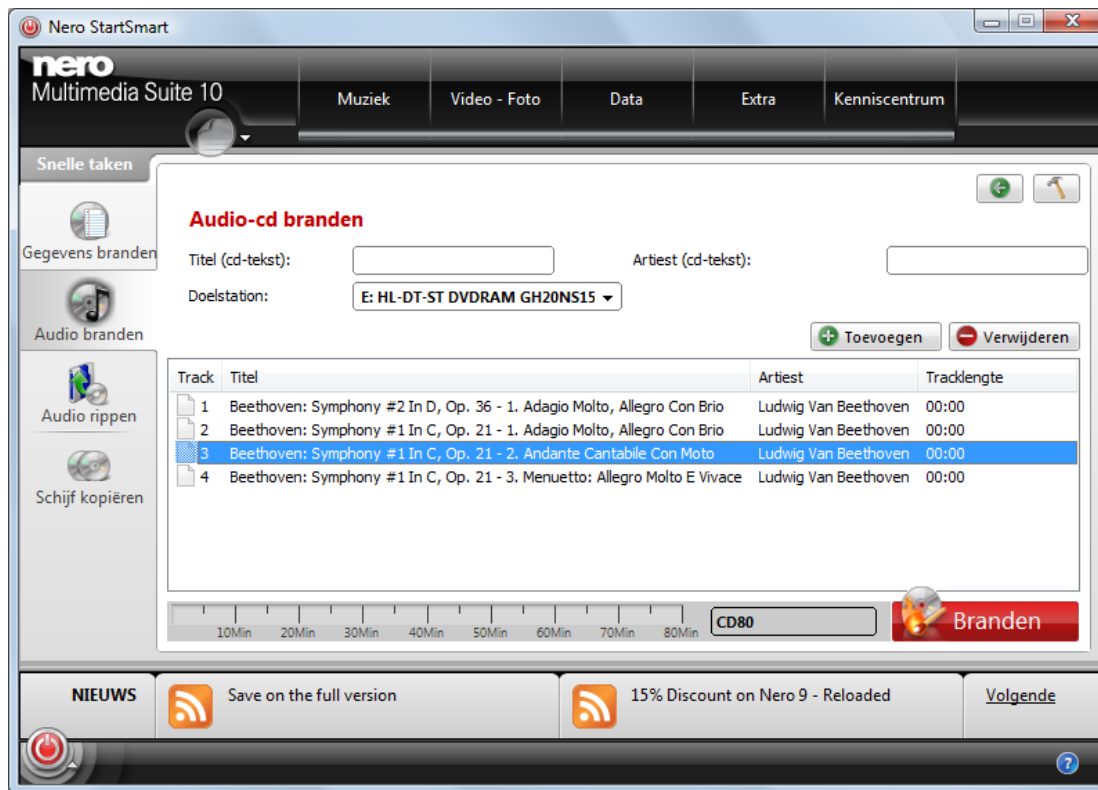 Nero StartSmart
nero
Multimedia Suite 10
Muziek Video - Foto Data Extra Kenniscentrum
Snelle taken
Gegevens branden
Audio branden
Audio rippen
Schijf kopiëren
Audio-cd branden
Titel (cd-tekst): Artiest (cd-tekst):
Doelstation: E: HL-DT-ST DVDRAM GH20NS15
Toevoegen Verwijderen
Track Titel Artiest Tracklengte
1 Beethoven: Symphony #2 In D, Op. 36 - 1. Adagio Molto, Allegro Con Brio Ludwig Van Beethoven 00:00
2 Beethoven: Symphony #1 In C, Op. 21 - 1. Adagio Molto, Allegro Con Brio Ludwig Van Beethoven 00:00
3 Beethoven: Symphony #1 In C, Op. 21 - 2. Andante Cantabile Con Moto Ludwig Van Beethoven 00:00
4 Beethoven: Symphony #1 In C, Op. 21 - 3. Menuetto: Allegro Molto E Vivace Ludwig Van Beethoven 00:00
10Min 20Min 30Min 40Min 50Min 60Min 70Min 80Min CD80 Branden
NIEUWS Save on the full version 15% Discount on Nero 9 - Reloaded Volgende